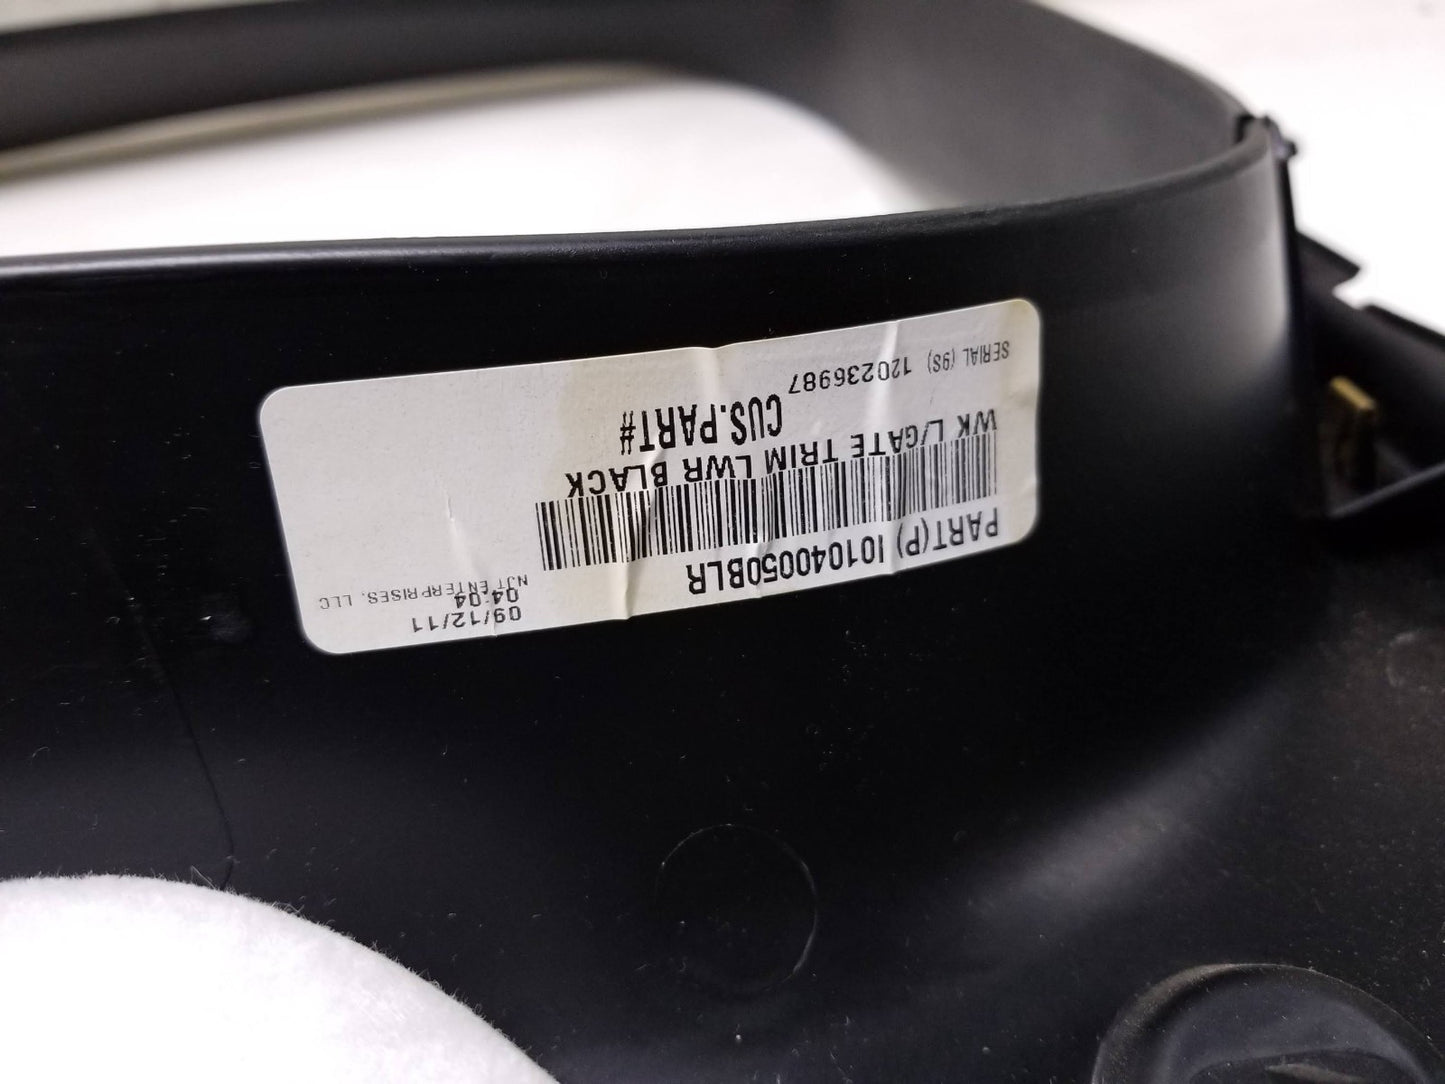 PART(P) I01040050BLR
WK L/GATE TRIM LWR BLACK
CUS.PART#
SERIAL (9S) 120236987
09/12/11
04:04
NJT ENTERPRISES, LLC